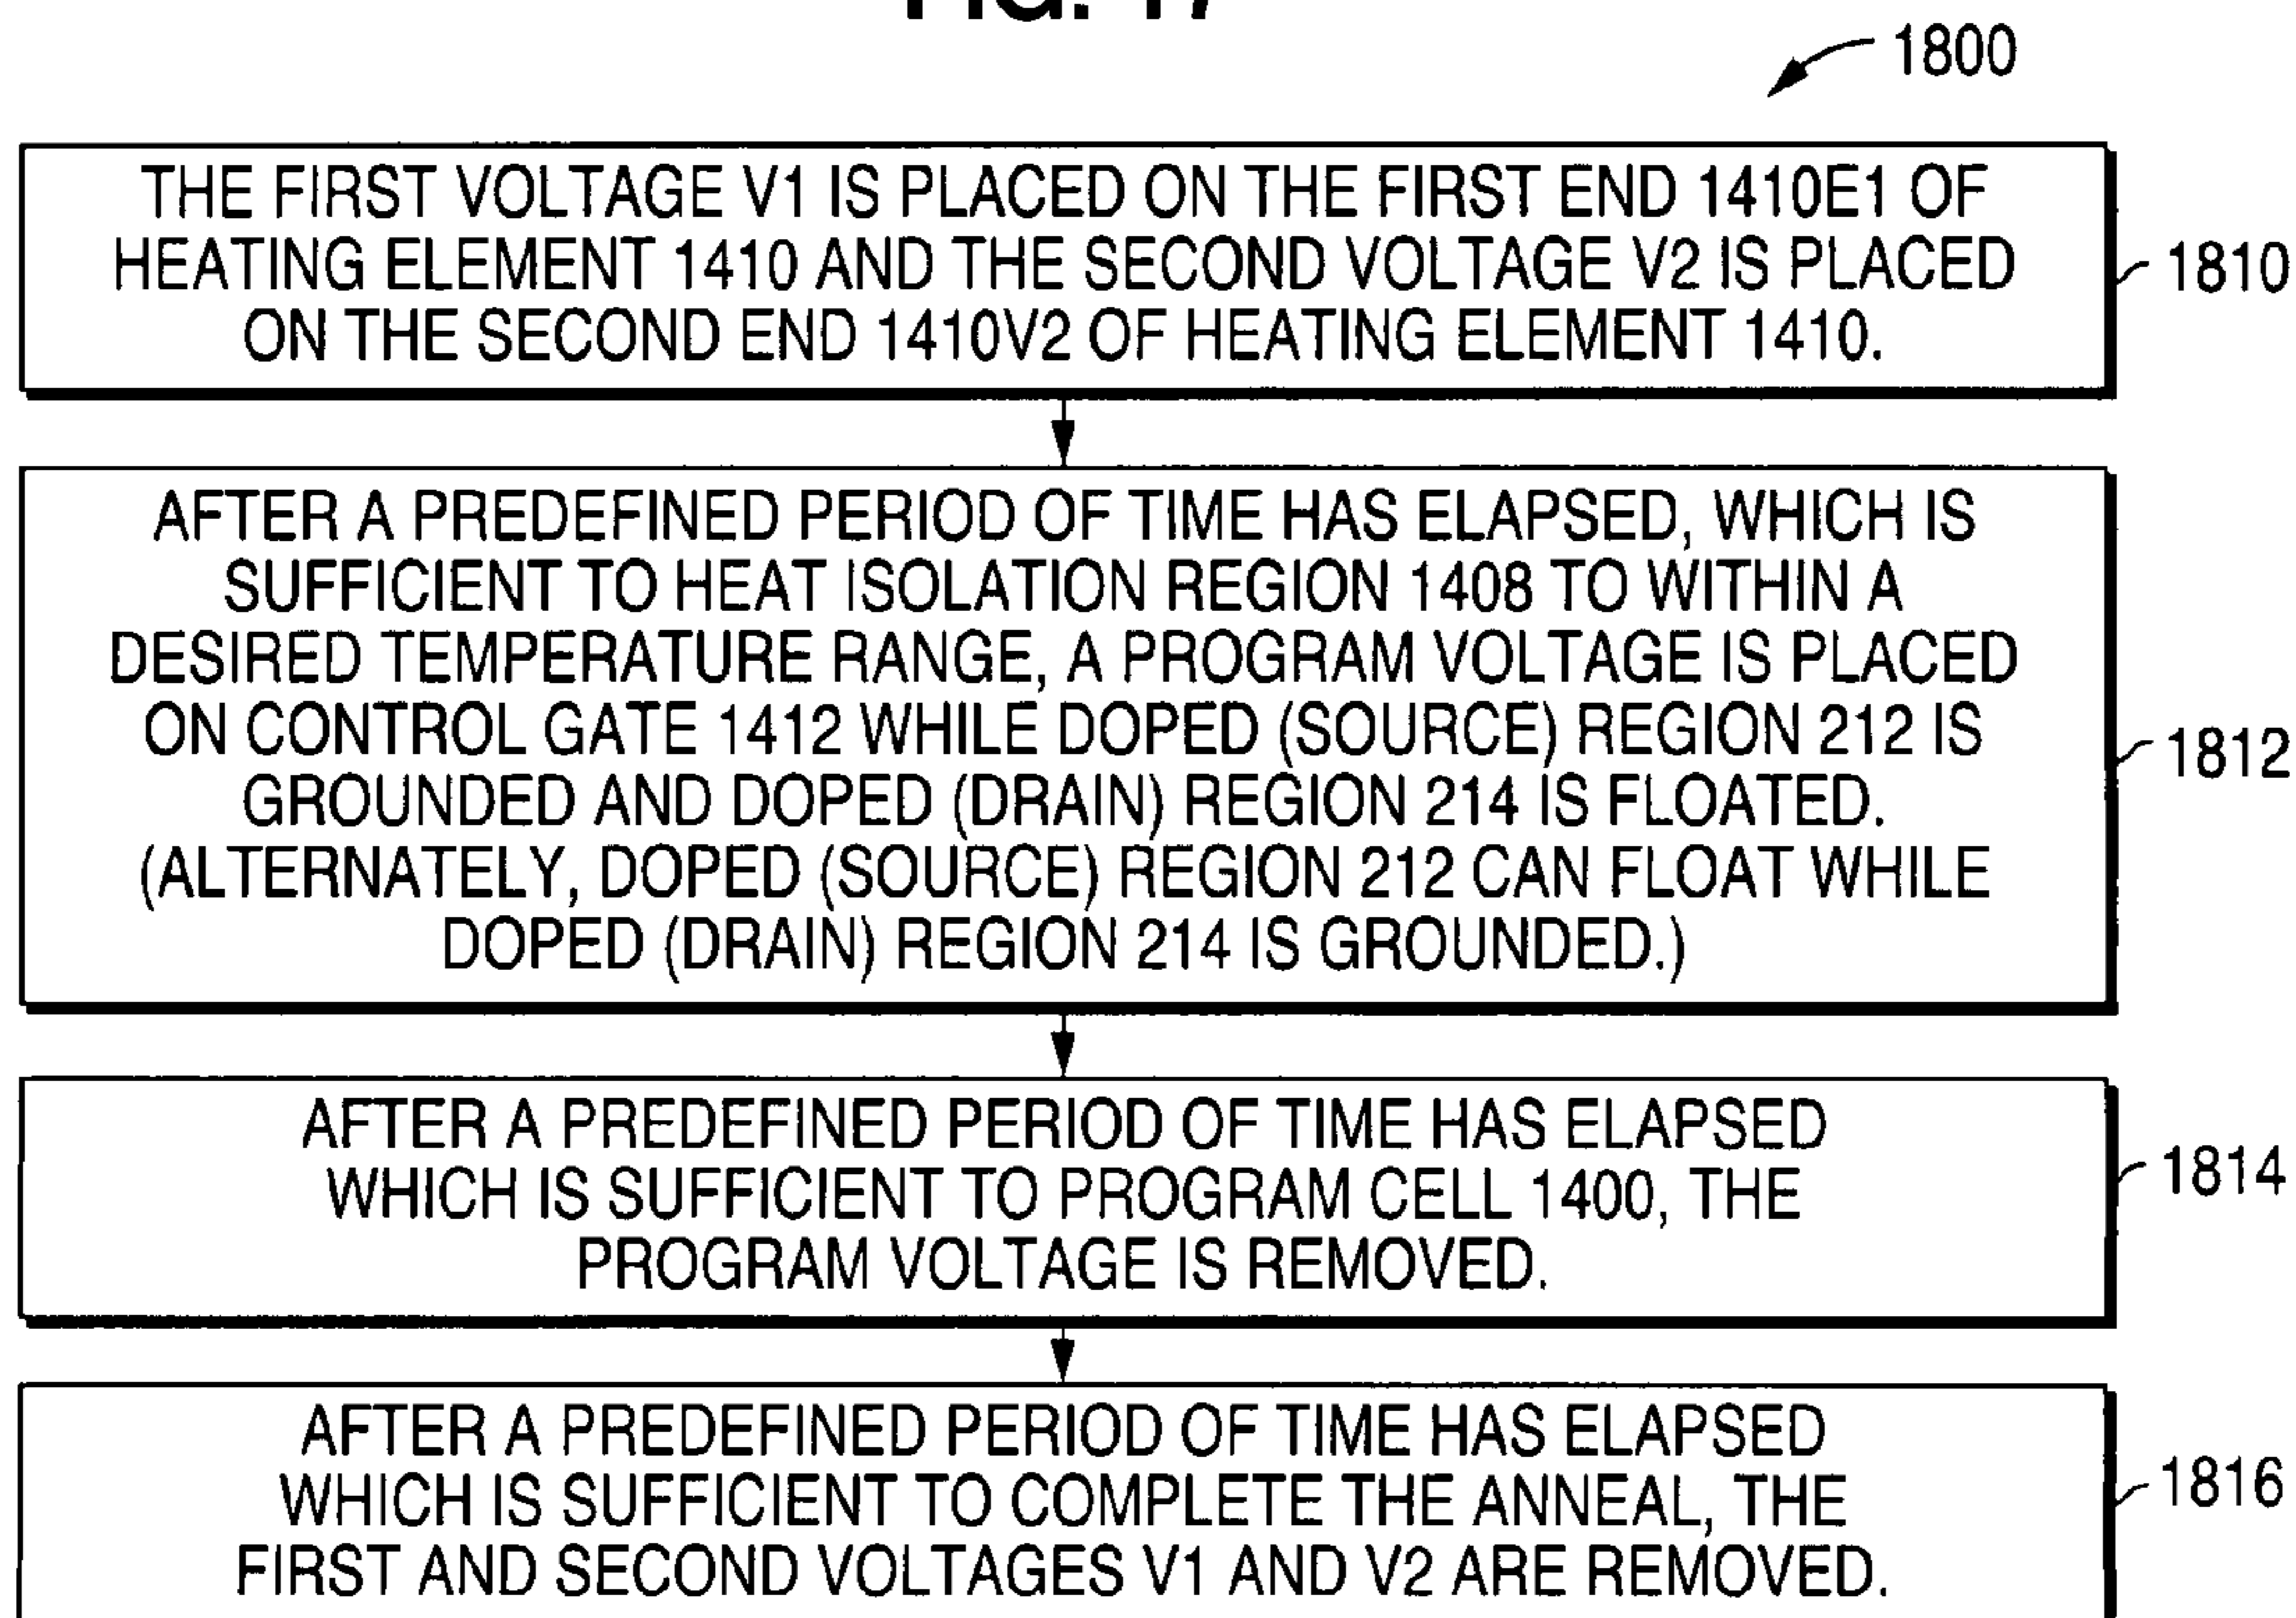 FIG. 17
1800
THE FIRST VOLTAGE V1 IS PLACED ON THE FIRST END 1410E1 OF
HEATING ELEMENT 1410 AND THE SECOND VOLTAGE V2 IS PLACED
ON THE SECOND END 1410V2 OF HEATING ELEMENT 1410.
1810
AFTER A PREDEFINED PERIOD OF TIME HAS ELAPSED, WHICH IS
SUFFICIENT TO HEAT ISOLATION REGION 1408 TO WITHIN A
DESIRED TEMPERATURE RANGE, A PROGRAM VOLTAGE IS PLACED
ON CONTROL GATE 1412 WHILE DOPED (SOURCE) REGION 212 IS
GROUNDED AND DOPED (DRAIN) REGION 214 IS FLOATED.
(ALTERNATELY, DOPED (SOURCE) REGION 212 CAN FLOAT WHILE
DOPED (DRAIN) REGION 214 IS GROUNDED.)
1812
AFTER A PREDEFINED PERIOD OF TIME HAS ELAPSED
WHICH IS SUFFICIENT TO PROGRAM CELL 1400, THE
PROGRAM VOLTAGE IS REMOVED.
1814
AFTER A PREDEFINED PERIOD OF TIME HAS ELAPSED
WHICH IS SUFFICIENT TO COMPLETE THE ANNEAL, THE
FIRST AND SECOND VOLTAGES V1 AND V2 ARE REMOVED.
1816